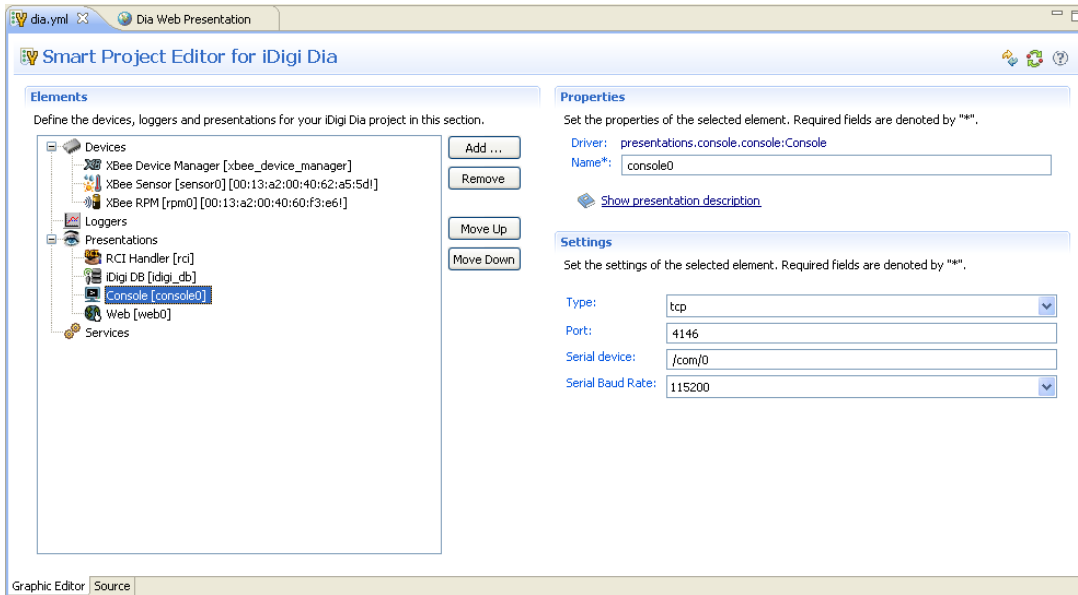 dia.yml
Dia Web Presentation
Smart Project Editor for iDigi Dia
Elements
Define the devices, loggers and presentations for your iDigi Dia project in this section.
Devices
XBee Device Manager [xbee_device_manager]
XBee Sensor [sensor0] [00:13:a2:00:40:62:a5:5d!]
XBee RPM [rpm0] [00:13:a2:00:40:60:f3:e6!]
Loggers
Presentations
RCI Handler [rci]
iDigi DB [idigi_db]
Console [console0]
Web [web0]
Services
Add ...
Remove
Move Up
Move Down
Properties
Set the properties of the selected element. Required fields are denoted by "*".
Driver: presentations.console.console:Console
Name*: console0
Show presentation description
Settings
Set the settings of the selected element. Required fields are denoted by "*".
Type: tcp
Port: 4146
Serial device: /com/0
Serial Baud Rate: 115200
Graphic Editor Source